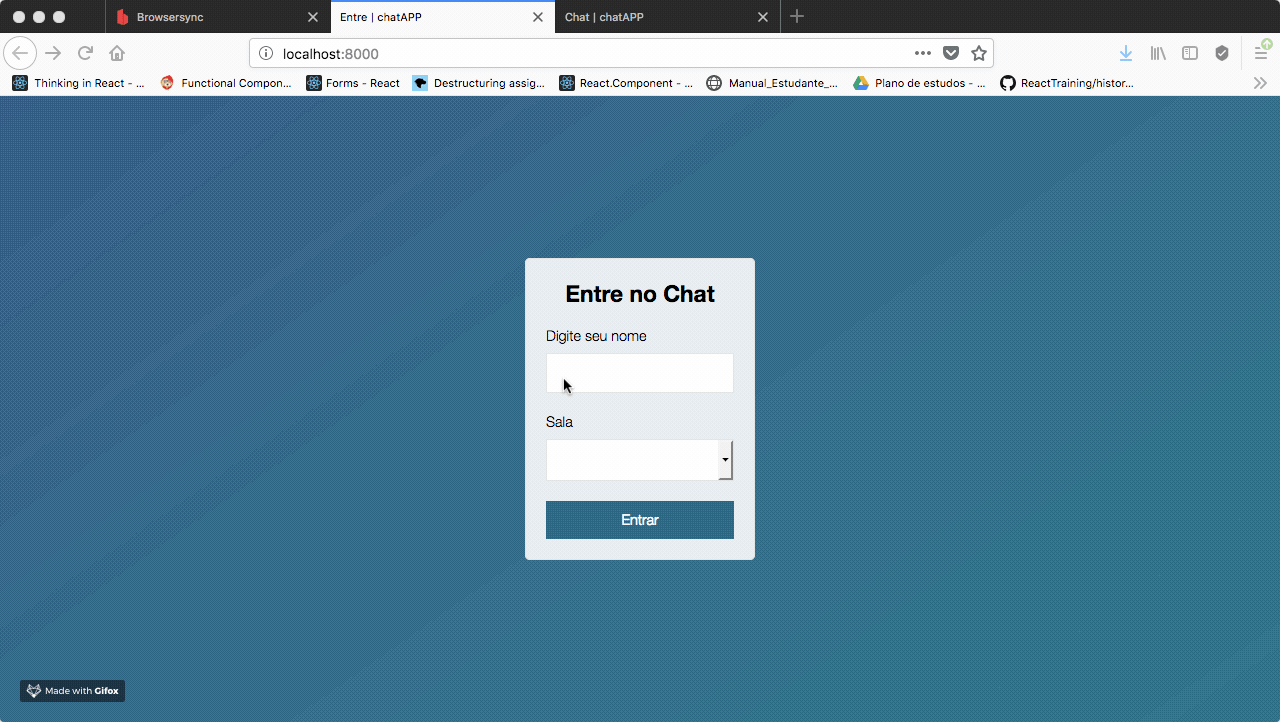 Browsersync
Entre | chatAPP
Chat | chatAPP
localhost:8000
Thinking in React - ...
Functional Compon...
Forms - React
Destructuring assig...
React.Component - ...
Manual_Estudante_...
Plano de estudos - ...
ReactTraining/histor...
Entre no Chat
Digite seu nome
Sala
Entrar
Made with Gifox